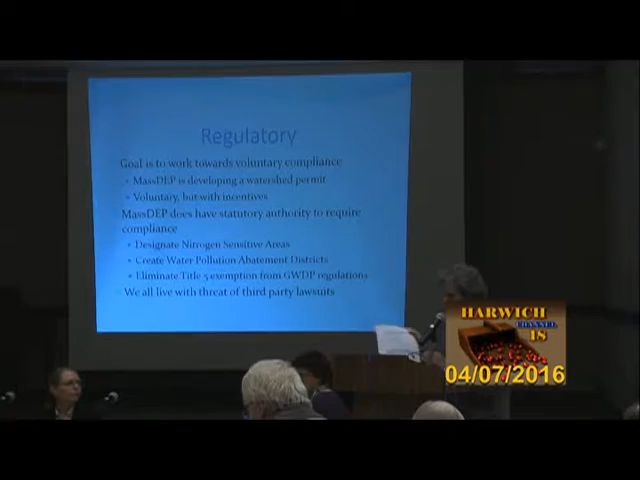 Regulatory
Goal is to work towards voluntary compliance
• MassDEP is developing a watershed permit
• Voluntary, but with incentives
MassDEP does have statutory authority to require
compliance
• Designate Nitrogen Sensitive Areas
• Create Water Pollution Abatement Districts
• Eliminate Title 5 exemption from GWDP regulations
We all live with threat of third party lawsuits
HARWICH
CHANNEL
18
04/07/2016